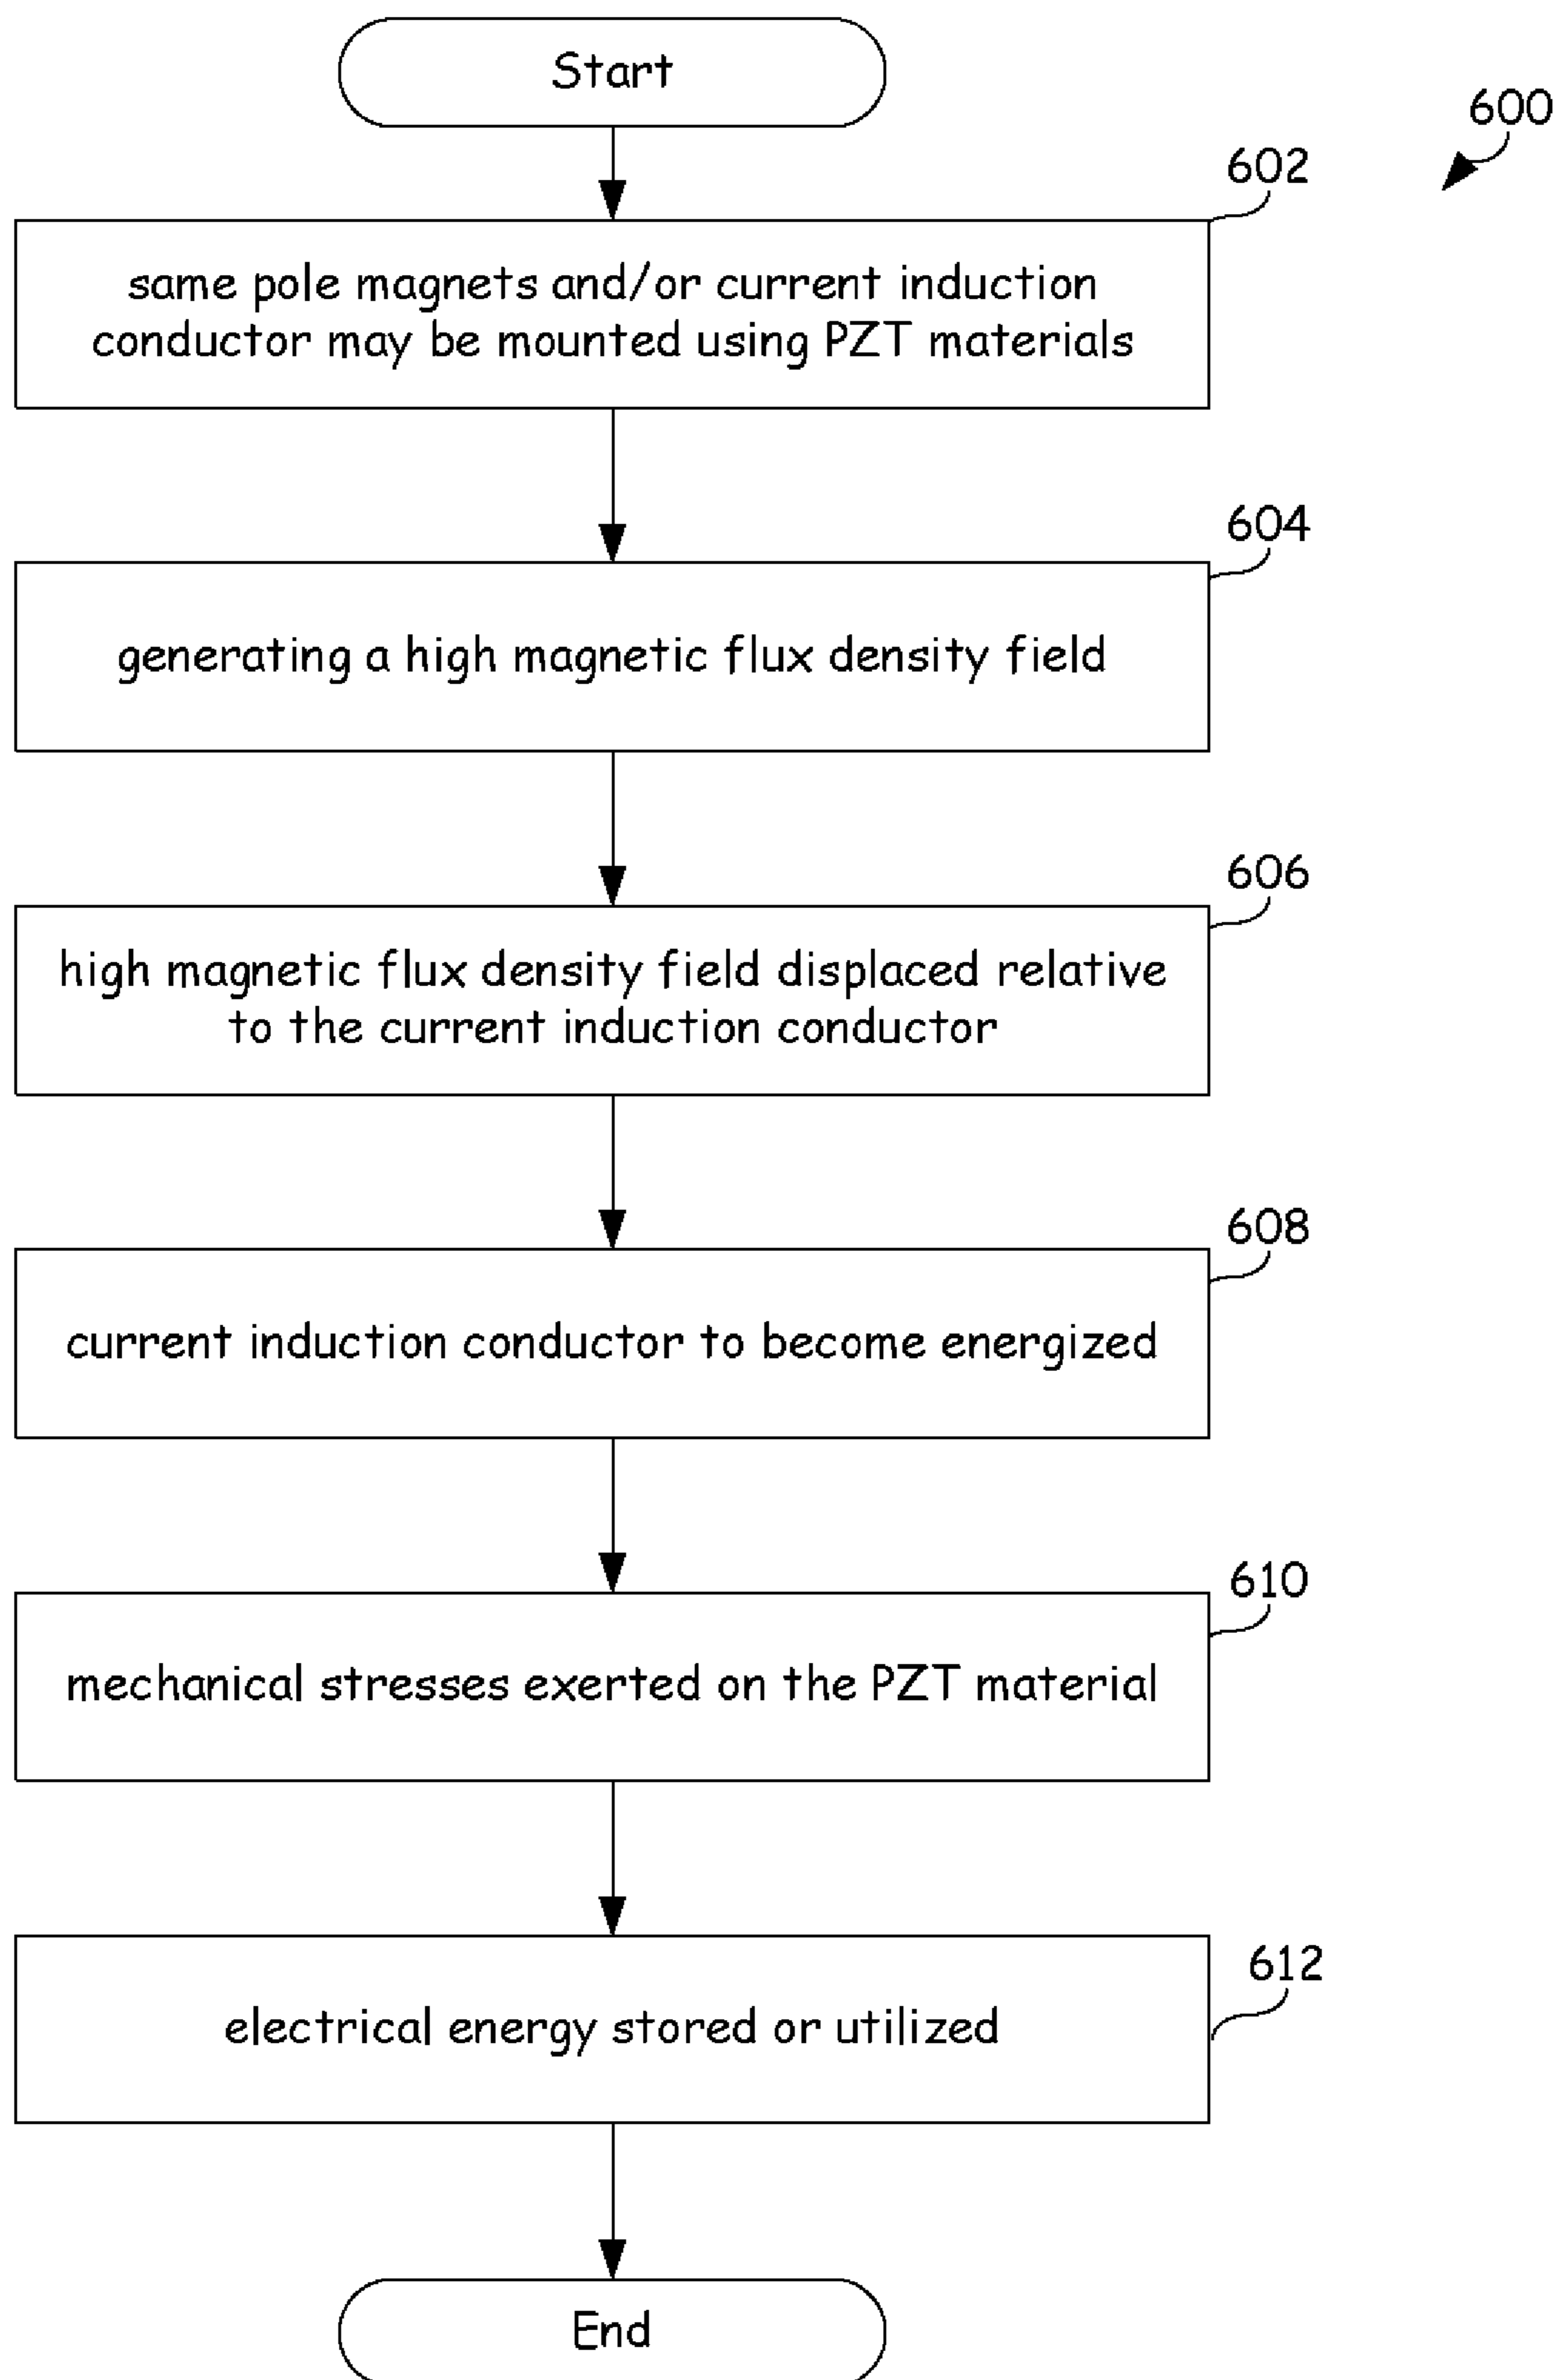 Start
600
602
same pole magnets and/or current induction
conductor may be mounted using PZT materials
604
generating a high magnetic flux density field
606
high magnetic flux density field displaced relative
to the current induction conductor
608
current induction conductor to become energized
610
mechanical stresses exerted on the PZT material
612
electrical energy stored or utilized
End